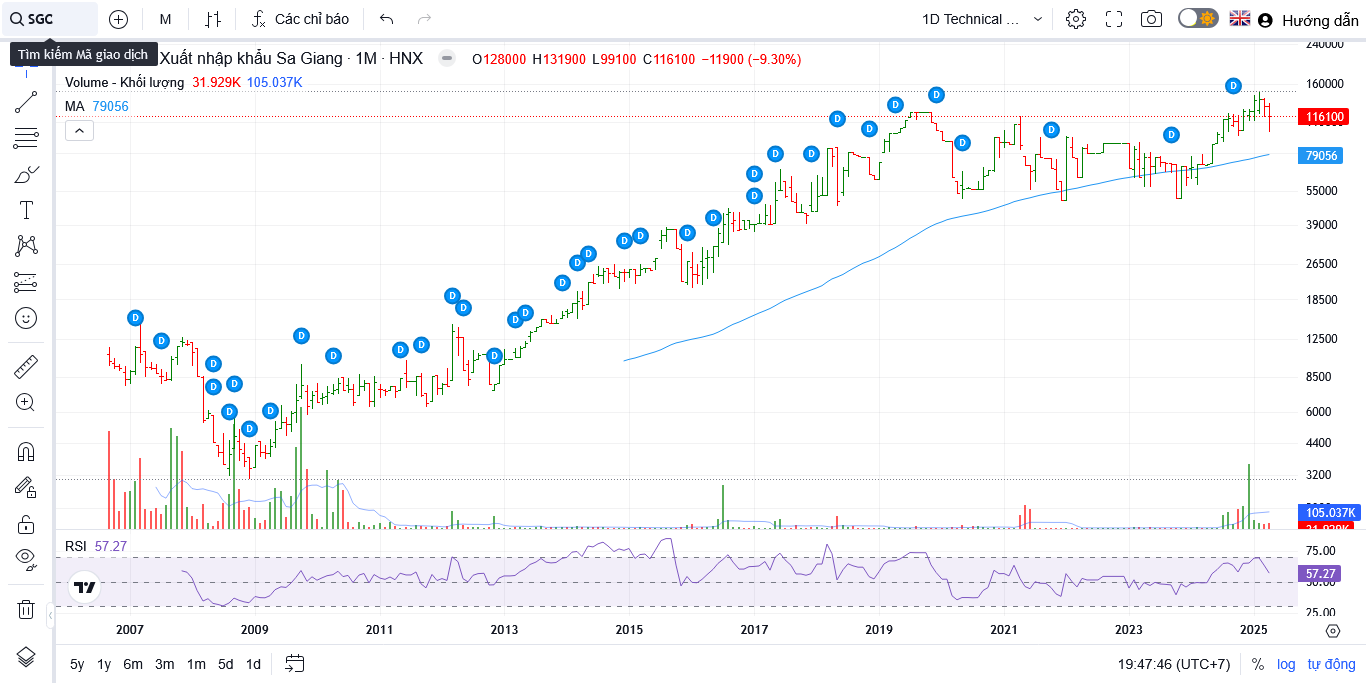 SGC M Các chỉ báo 1D Technical ... Hướng dẫn
Tìm kiếm Mã giao dịch
Xuất nhập khẩu Sa Giang · 1M · HNX O128000 H131900 L99100 C116100 −11900 (−9.30%)
Volume - Khối lượng 31.929K 105.037K
MA 79056
240000
160000
116100
79056
55000
39000
26500
18500
12500
8500
6000
4400
3200
105.037K
31.929K
D D D D D D D D D D D D D D D D D D D D D D D D D D D D D D D D D D D D D D D D
RSI 57.27
75.00
57.27
50.00
25.00
2007 2009 2011 2013 2015 2017 2019 2021 2023 2025
5y 1y 6m 3m 1m 5d 1d 19:47:46 (UTC+7) % log tự động